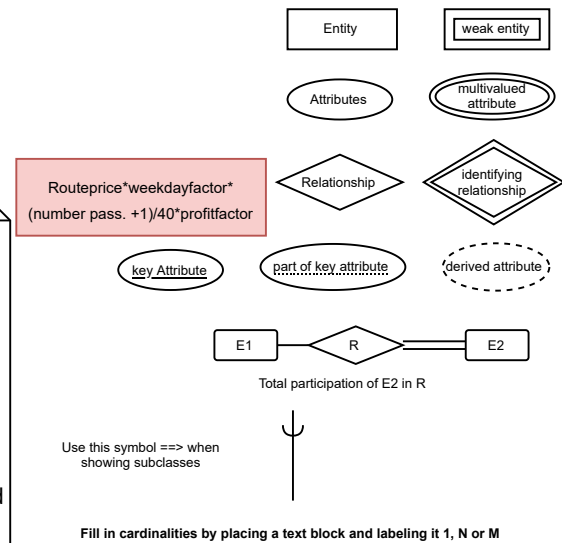 Entity
weak entity
Attributes
multivalued
attribute
Routeprice*weekdayfactor*
(number pass. +1)/40*profitfactor
Relationship
identifying
relationship
key Attribute
part of key attribute
derived attribute
E1
R
E2
Total participation of E2 in R
Use this symbol ==> when
showing subclasses
Fill in cardinalities by placing a text block and labeling it 1, N or M